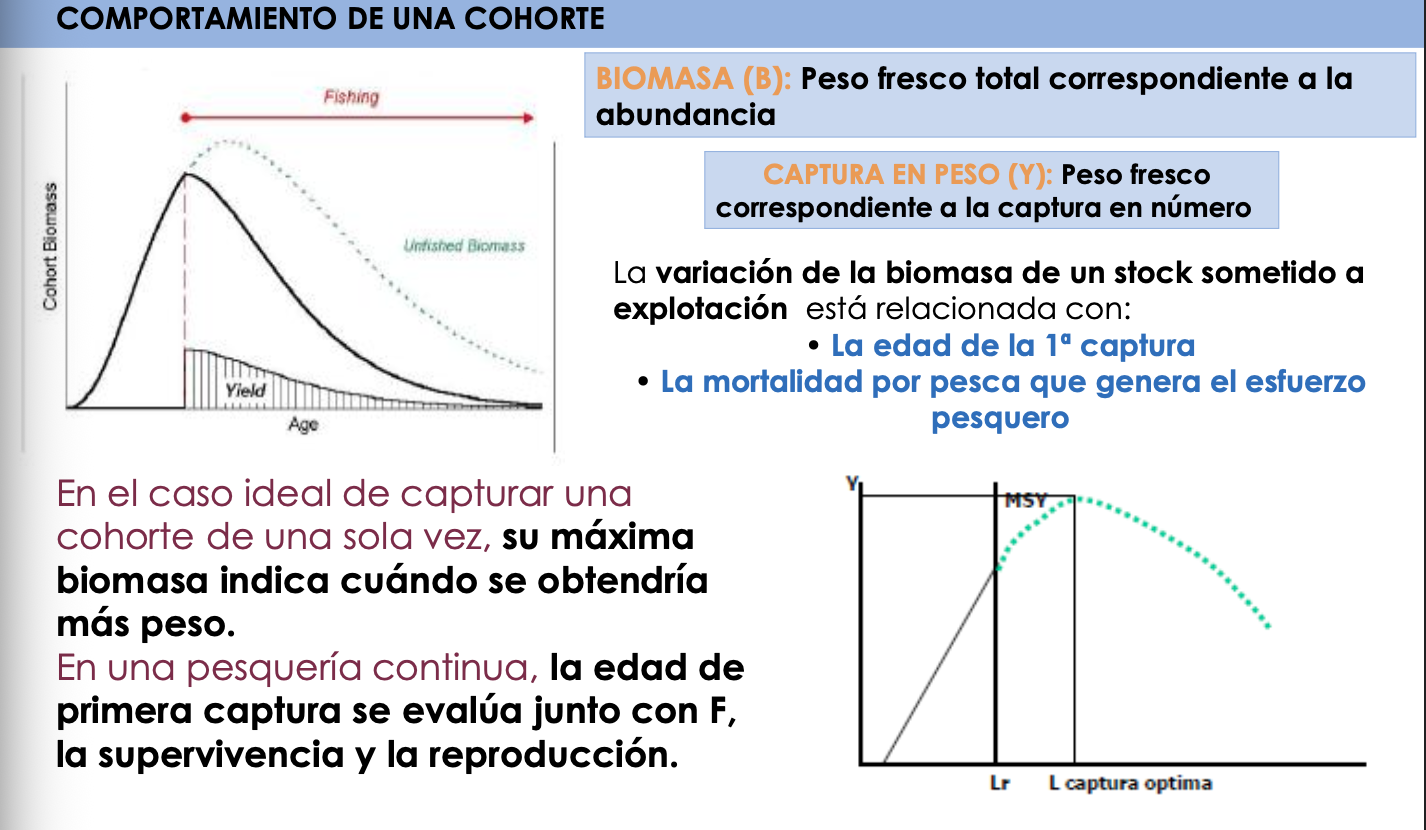 COMPORTAMIENTO DE UNA COHORTE
Fishing
Cohort Biomass
Unfished Biomass
Yield
Age
BIOMASA (B): Peso fresco total correspondiente a la
abundancia
CAPTURA EN PESO (Y): Peso fresco
correspondiente a la captura en número
La variación de la biomasa de un stock sometido a
explotación está relacionada con:
• La edad de la 1ª captura
• La mortalidad por pesca que genera el esfuerzo
pesquero
En el caso ideal de capturar una
cohorte de una sola vez, su máxima
biomasa indica cuándo se obtendría
más peso.
En una pesquería continua, la edad de
primera captura se evalúa junto con F,
la supervivencia y la reproducción.
Y
MSY
Lr
L captura optima